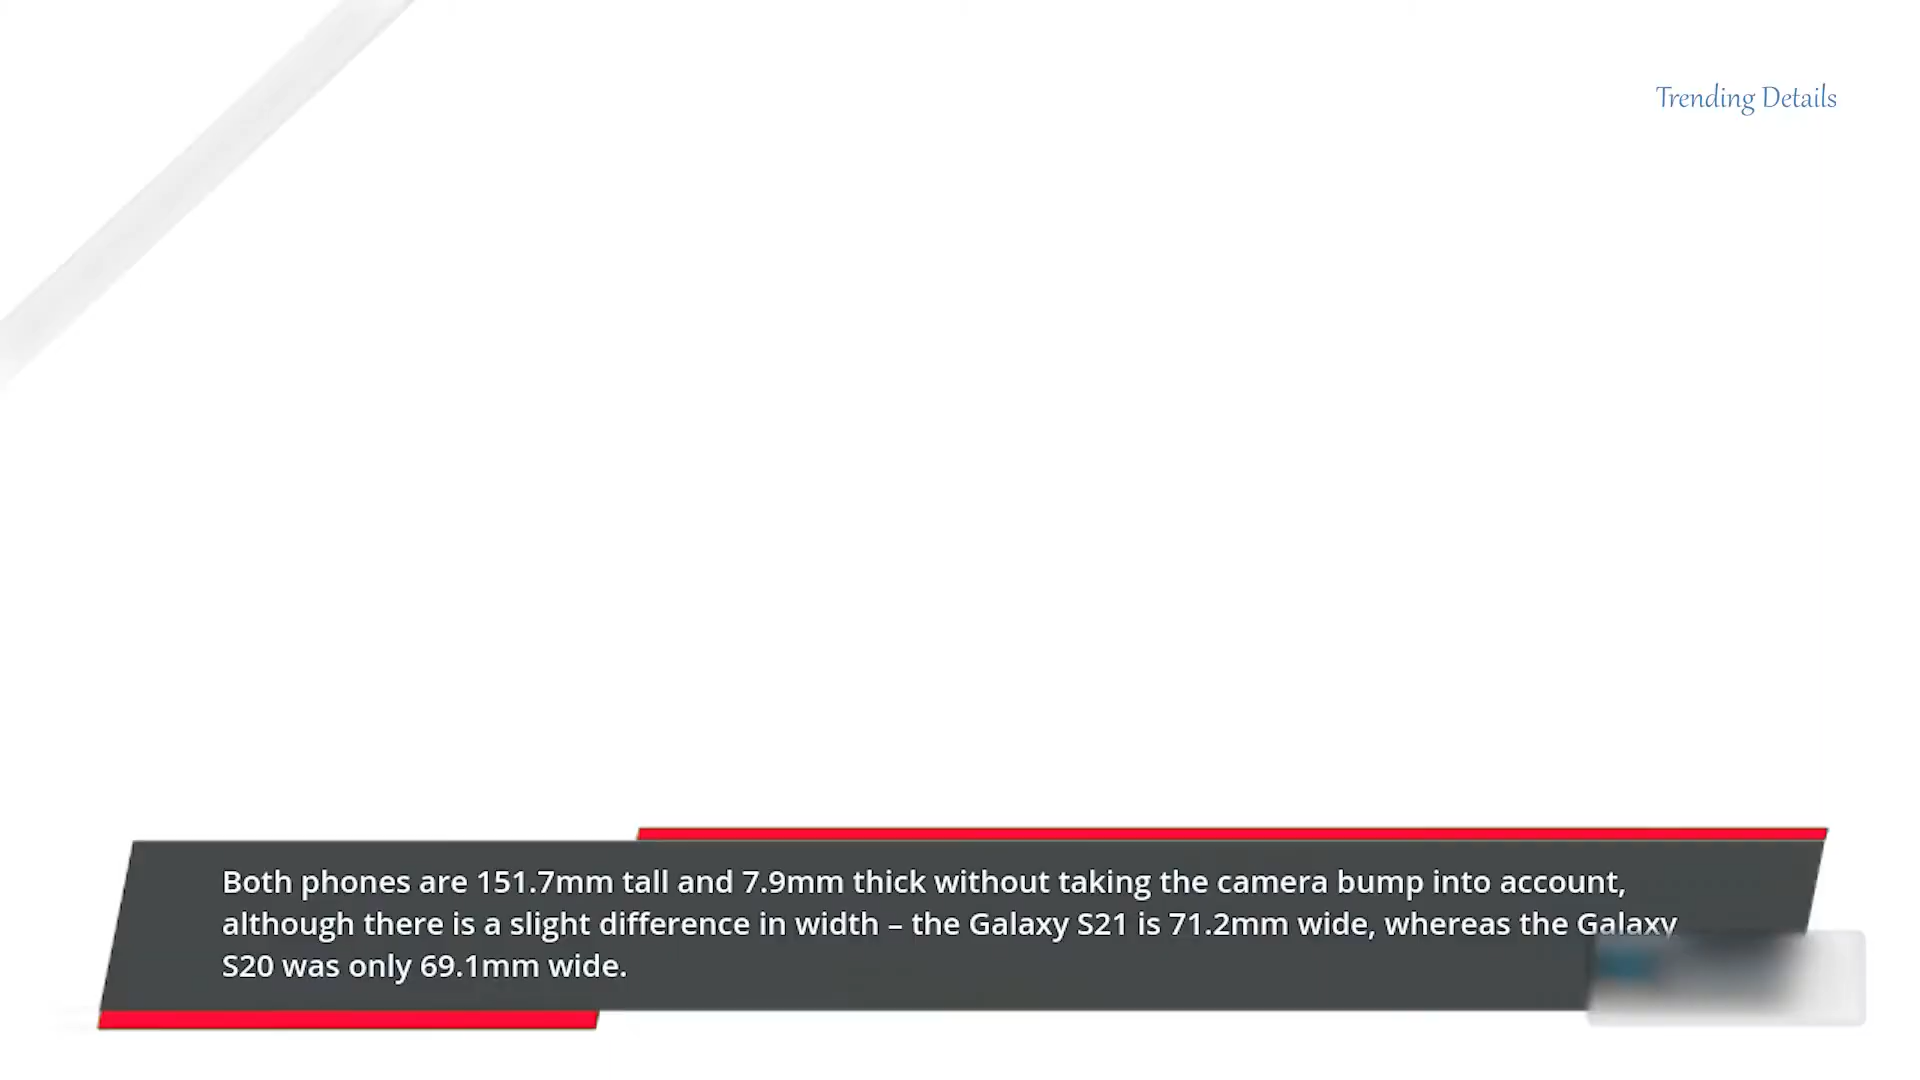 Trending Details
Both phones are 151.7mm tall and 7.9mm thick without taking the camera bump into account,
although there is a slight difference in width – the Galaxy S21 is 71.2mm wide, whereas the Galaxy
S20 was only 69.1mm wide.